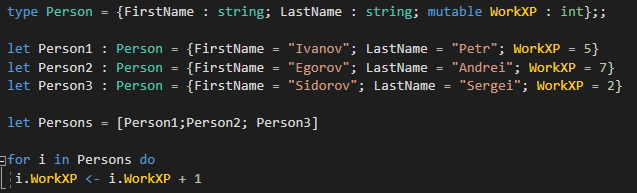 type Person = {FirstName : string; LastName : string; mutable WorkXP : int};;
let Person1 : Person = {FirstName = "Ivanov"; LastName = "Petr"; WorkXP = 5}
let Person2 : Person = {FirstName = "Egorov"; LastName = "Andrei"; WorkXP = 7}
let Person3 : Person = {FirstName = "Sidorov"; LastName = "Sergei"; WorkXP = 2}
let Persons = [Person1;Person2; Person3]
for i in Persons do
i.WorkXP <- i.WorkXP + 1